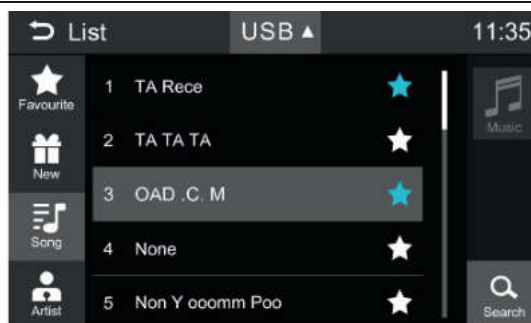 List USB 11:35
Favourite
New
Song
Artist
1 TA Rece
2 TA TA TA
3 OAD .C. M
4 None
5 Non Y ooomm Poo
Music
Search